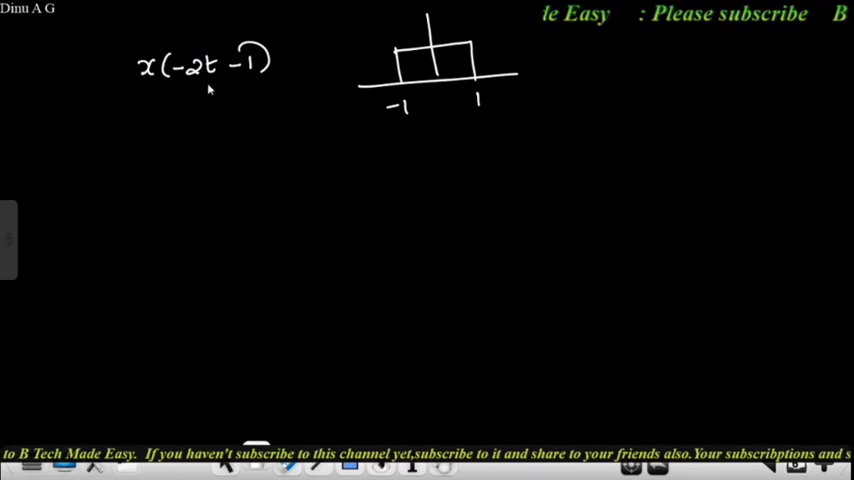 Dinu A G
le Easy : Please subscribe B
x(-2t-1)
-1 1
to B Tech Made Easy. If you haven't subscribe to this channel yet,subscribe to it and share to your friends also.Your subscribptions and s